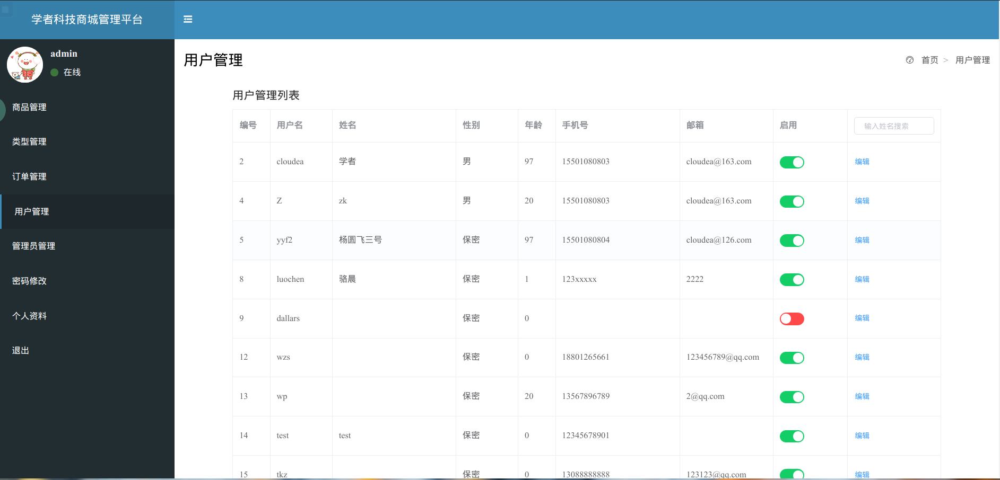 学者科技商城管理平台
admin
在线
商品管理
类型管理
订单管理
用户管理
管理员管理
密码修改
个人资料
退出
用户管理
首页 > 用户管理
用户管理列表
编号 用户名 姓名 性别 年龄 手机号 邮箱 启用 输入姓名搜索
2 cloudea 学者 男 97 15501080803 cloudea@163.com 编辑
4 Z zk 男 20 15501080803 cloudea@163.com 编辑
5 yyf2 杨圆飞三号 保密 97 15501080804 cloudea@126.com 编辑
8 luochen 骆晨 保密 1 123xxxxx 2222 编辑
9 dallars 保密 0 编辑
12 wzs 保密 0 18801265661 123456789@qq.com 编辑
13 wp 保密 20 13567896789 2@qq.com 编辑
14 test test 保密 0 12345678901 编辑
15 tkz 保密 0 13088888888 123123@qq.com 编辑